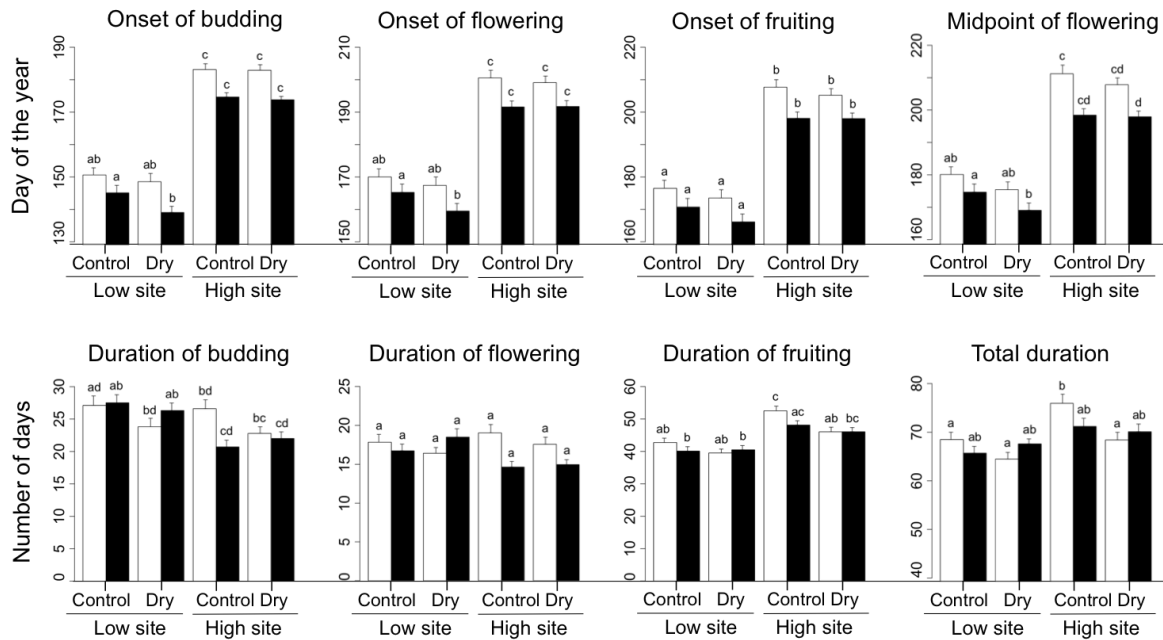 Onset of budding
Onset of flowering
Onset of fruiting
Midpoint of flowering
Day of the year
190
170
150
130
ab
a
ab
b
c
c
c
c
Control Dry Control Dry
Low site High site
210
190
170
150
ab
a
ab
b
c
c
c
c
Control Dry Control Dry
Low site High site
220
200
180
160
a
a
a
a
b
b
b
b
Control Dry Control Dry
Low site High site
220
200
180
160
ab
a
ab
b
c
cd
cd
d
Control Dry Control Dry
Low site High site
Duration of budding
Duration of flowering
Duration of fruiting
Total duration
Number of days
30
25
20
15
10
5
0
ad
ab
bd
ab
ab
cd
bc
cd
Control Dry Control Dry
Low site High site
25
20
15
10
5
0
a
a
a
a
a
a
a
a
Control Dry Control Dry
Low site High site
60
50
40
30
20
10
0
ab
b
ab
b
c
ac
ab
bc
Control Dry Control Dry
Low site High site
80
70
60
50
40
a
ab
a
ab
b
ab
a
ab
Control Dry Control Dry
Low site High site